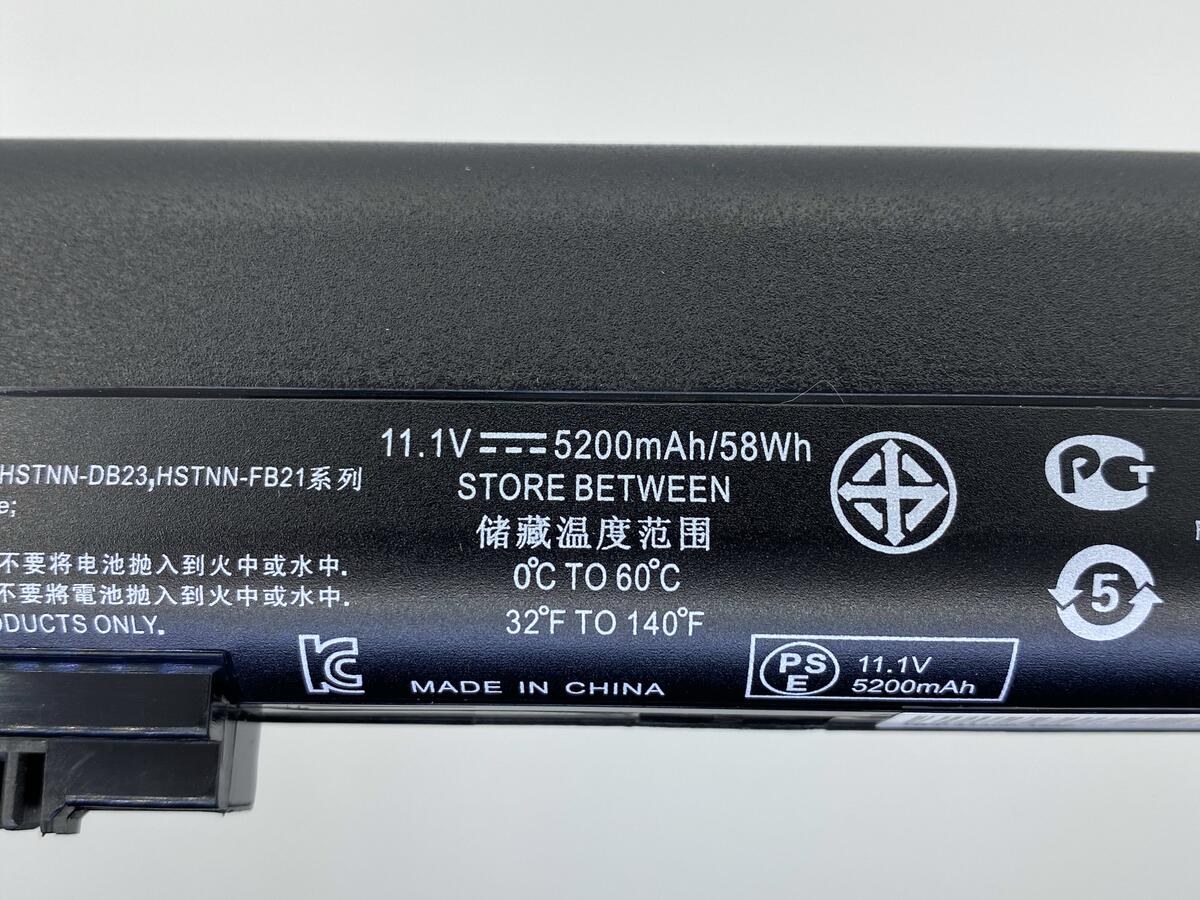 11.1V 5200mAh/58Wh
HSTNN-DB23,HSTNN-FB21系列
e;
STORE BETWEEN
储藏温度范围
不要将电池抛入到火中或水中.
0°C TO 60°C
不要將電池抛入到火中或水中.
32°F TO 140°F
DUCTS ONLY.
MADE IN CHINA
PCT
5
PS
E
11.1V
5200mAh